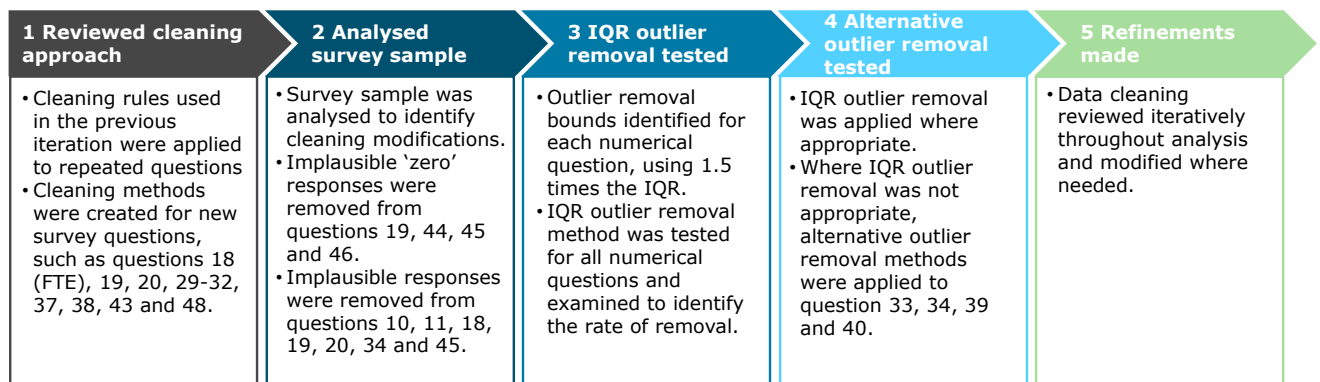 1 Reviewed cleaning
approach
• Cleaning rules used
in the previous
iteration were applied
to repeated questions
• Cleaning methods
were created for new
survey questions,
such as questions 18
(FTE), 19, 20, 29-32,
37, 38, 43 and 48.
2 Analysed
survey sample
• Survey sample was
analysed to identify
cleaning modifications.
• Implausible ‘zero’
responses were
removed from
questions 19, 44, 45
and 46.
• Implausible responses
were removed from
questions 10, 11, 18,
19, 20, 34 and 45.
3 IQR outlier
removal tested
• Outlier removal
bounds identified for
each numerical
question, using 1.5
times the IQR.
• IQR outlier removal
method was tested
for all numerical
questions and
examined to identify
the rate of removal.
4 Alternative
outlier removal
tested
• IQR outlier removal
was applied where
appropriate.
• Where IQR outlier
removal was not
appropriate,
alternative outlier
removal methods
were applied to
question 33, 34, 39
and 40.
5 Refinements
made
• Data cleaning
reviewed iteratively
throughout analysis
and modified where
needed.